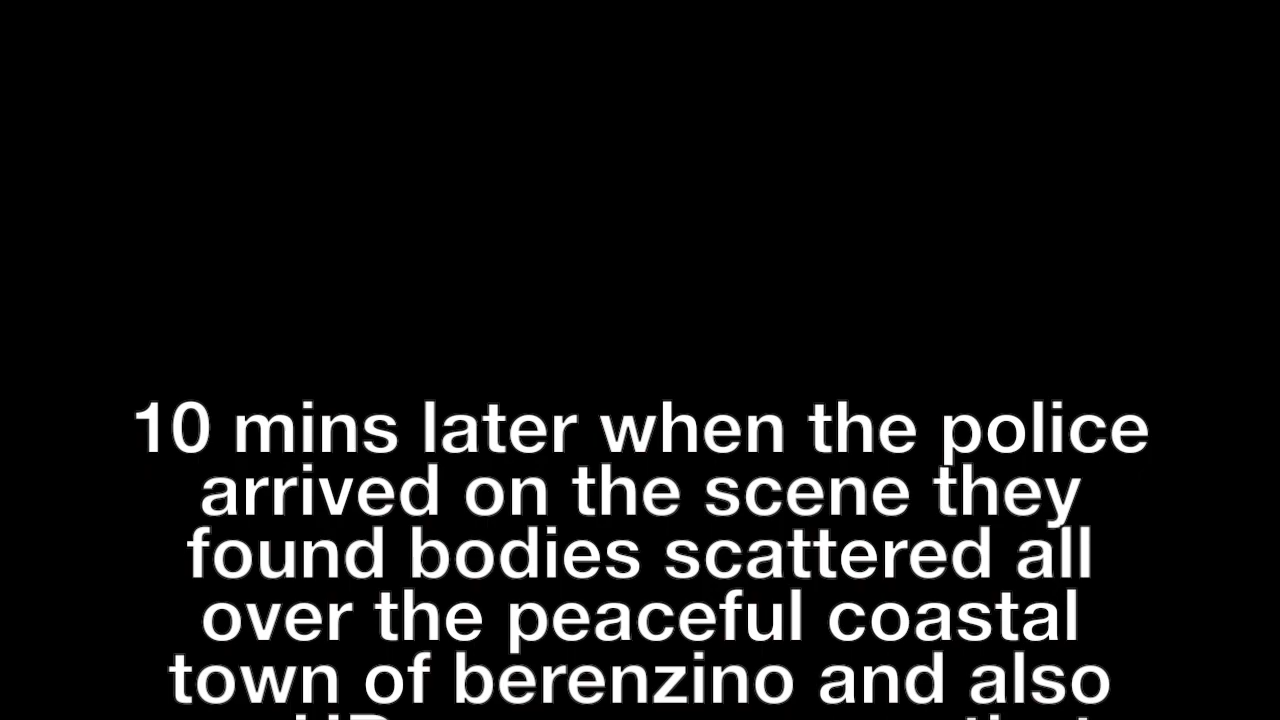 10 mins later when the police
arrived on the scene they
found bodies scattered all
over the peaceful coastal
town of berenzino and also